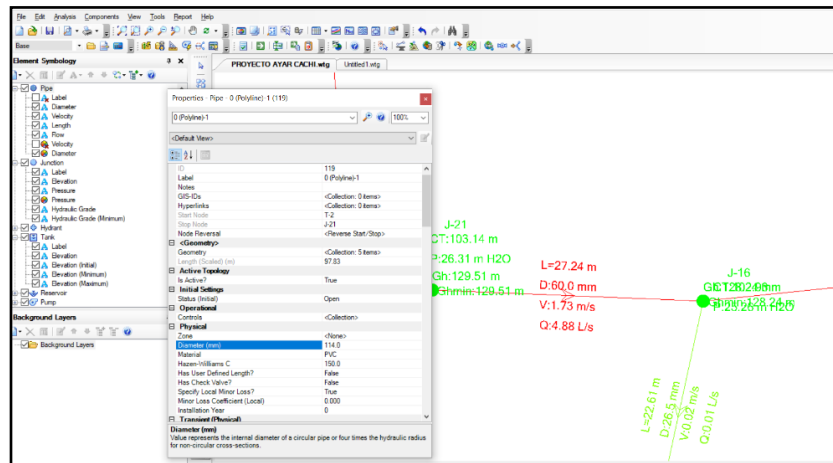 File Edit Analysis Components View Tools Report Help
Base
Element Symbology
PROYECTO AYAR CACHI.wtg Untitled1.wtg
Pipe
Label
Diameter
Velocity
Length
Flow
Velocity
Diameter
Junction
Label
Elevation
Pressure
Pressure
Hydraulic Grade
Hydraulic Grade (Minimum)
Hydrant
Tank
Label
Elevation
Elevation (Initial)
Elevation (Minimum)
Elevation (Maximum)
Reservoir
Pump
Background Layers
Background Layers
Properties - Pipe - 0 (Polyline)-1 (119)
0 (Polyline)-1 100%
<Default View>
ID 119
Label 0 (Polyline)-1
Notes
GIS-IDs <Collection: 0 items>
Hyperlinks <Collection: 0 items>
Start Node T-2
Stop Node J-21
Node Reversal <Reverse Start/Stop>
<Geometry>
Geometry <Collection: 5 items>
Length (Scaled) (m) 97.83
Active Topology
Is Active? True
Initial Settings
Status (Initial) Open
Operational
Controls <Collection>
Physical
Zone <None>
Diameter (mm) 114.0
Material PVC
Hazen-Williams C 150.0
Has User Defined Length? False
Has Check Valve? False
Specify Local Minor Loss? True
Minor Loss Coefficient (Local) 0.000
Installation Year 0
Transient (Physical)
Diameter (mm)
Value represents the internal diameter of a circular pipe or four times the hydraulic radius
for non-circular cross-sections.
J-21
CT:103.14 m
P:26.31 m H2O
Gh:129.51 m
Ghmin:129.51 m
L=27.24 m
D:60.0 mm
V:1.73 m/s
Q:4.88 L/s
J-16
Ghmin:128.24 m
P:25.26 m H2O
L=22.61 m
D:26.5 mm
V:0.02 m/s
Q:0.01 L/s